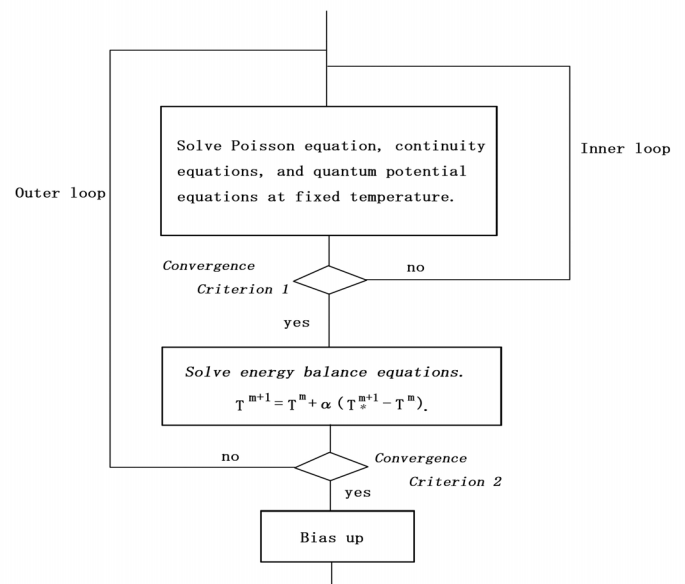 Solve Poisson equation, continuity
equations, and quantum potential
equations at fixed temperature.
Inner loop
Outer loop
Convergence
Criterion 1
no
yes
Solve energy balance equations.
T^{m+1} = T^m + α (T_*^{m+1} − T^m).
no
Convergence
Criterion 2
yes
Bias up